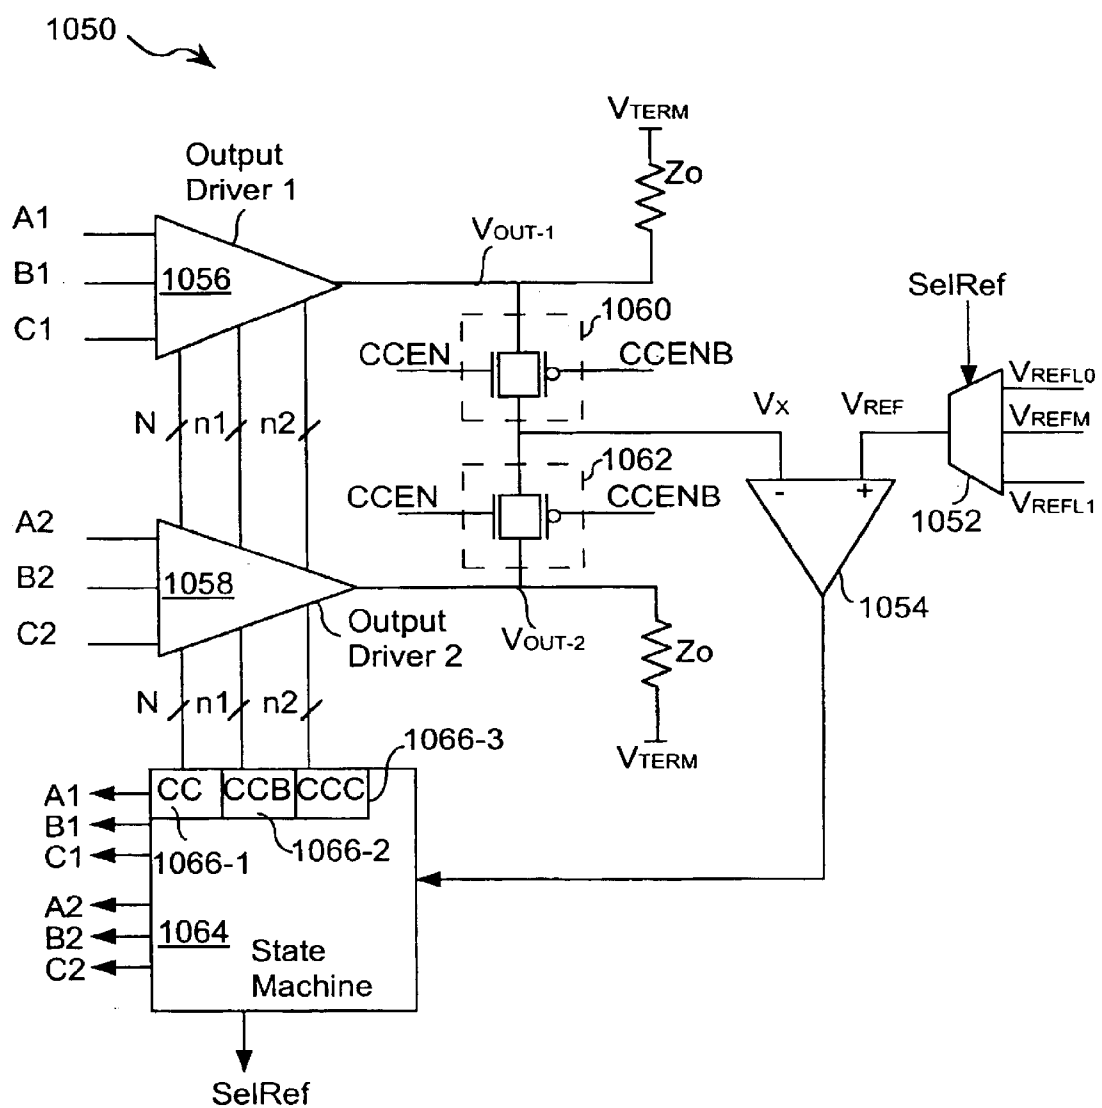 1050
VTERM
Output
Driver 1
Zo
A1
VOUT-1
B1
1056
SelRef
1060
C1
CCEN
CCENB
VREFL0
VX
VREF
VREFM
N
n1
n2
1062
CCEN
CCENB
VREFL1
1052
A2
B2
1058
1054
C2
Output
Driver 2
VOUT-2
Zo
N
n1
n2
1066-3
VTERM
A1
CC
CCB
CCC
B1
1066-1
1066-2
C1
A2
1064
B2
State
Machine
C2
SelRef